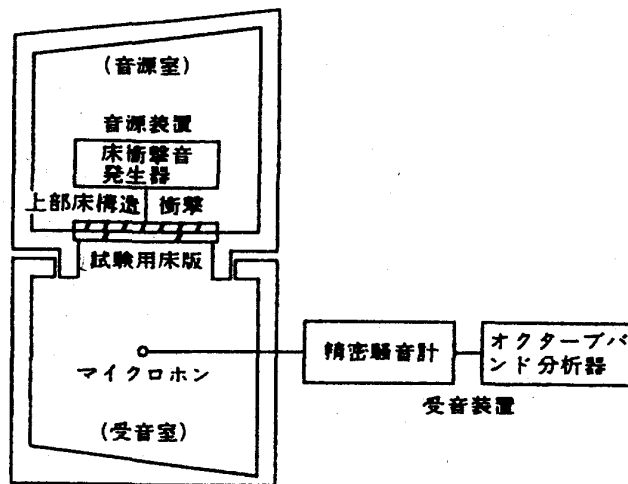 (音源室)
音源装置
床衝撃音
発生器
上部床構造 衝撃
試験用床版
マイクロホン
(受音室)
精密騒音計
オクターブバ
ンド分析器
受音装置